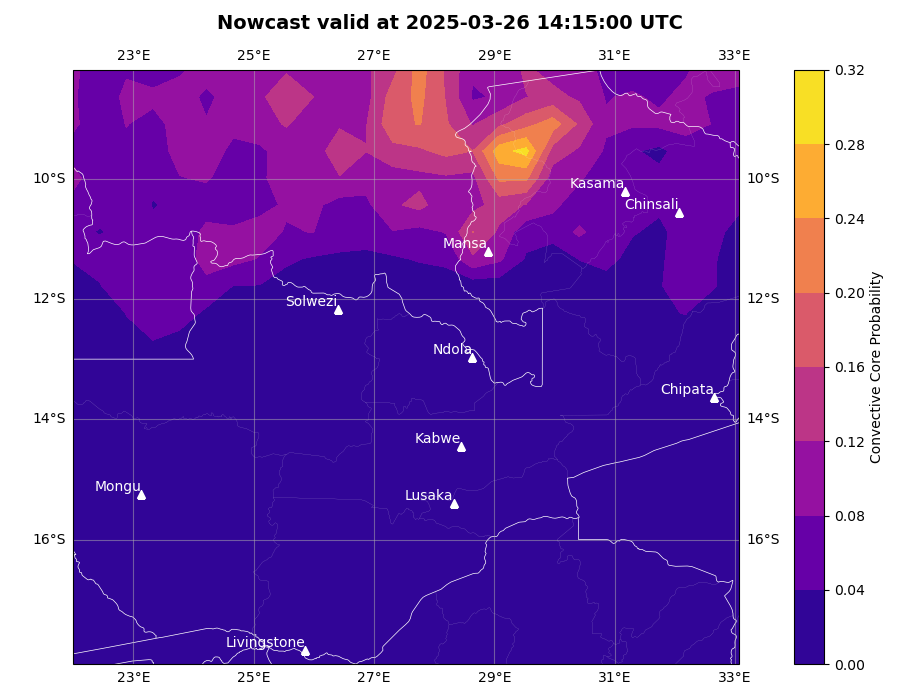 Nowcast valid at 2025-03-26 14:15:00 UTC
23°E 25°E 27°E 29°E 31°E 33°E
0.32
0.28
0.24
0.20
0.16
0.12
0.08
0.04
0.00
Convective Core Probability
10°S 10°S
12°S 12°S
14°S 14°S
16°S 16°S
Kasama
Chinsali
Mansa
Solwezi
Ndola
Chipata
Kabwe
Mongu
Lusaka
Livingstone
23°E 25°E 27°E 29°E 31°E 33°E